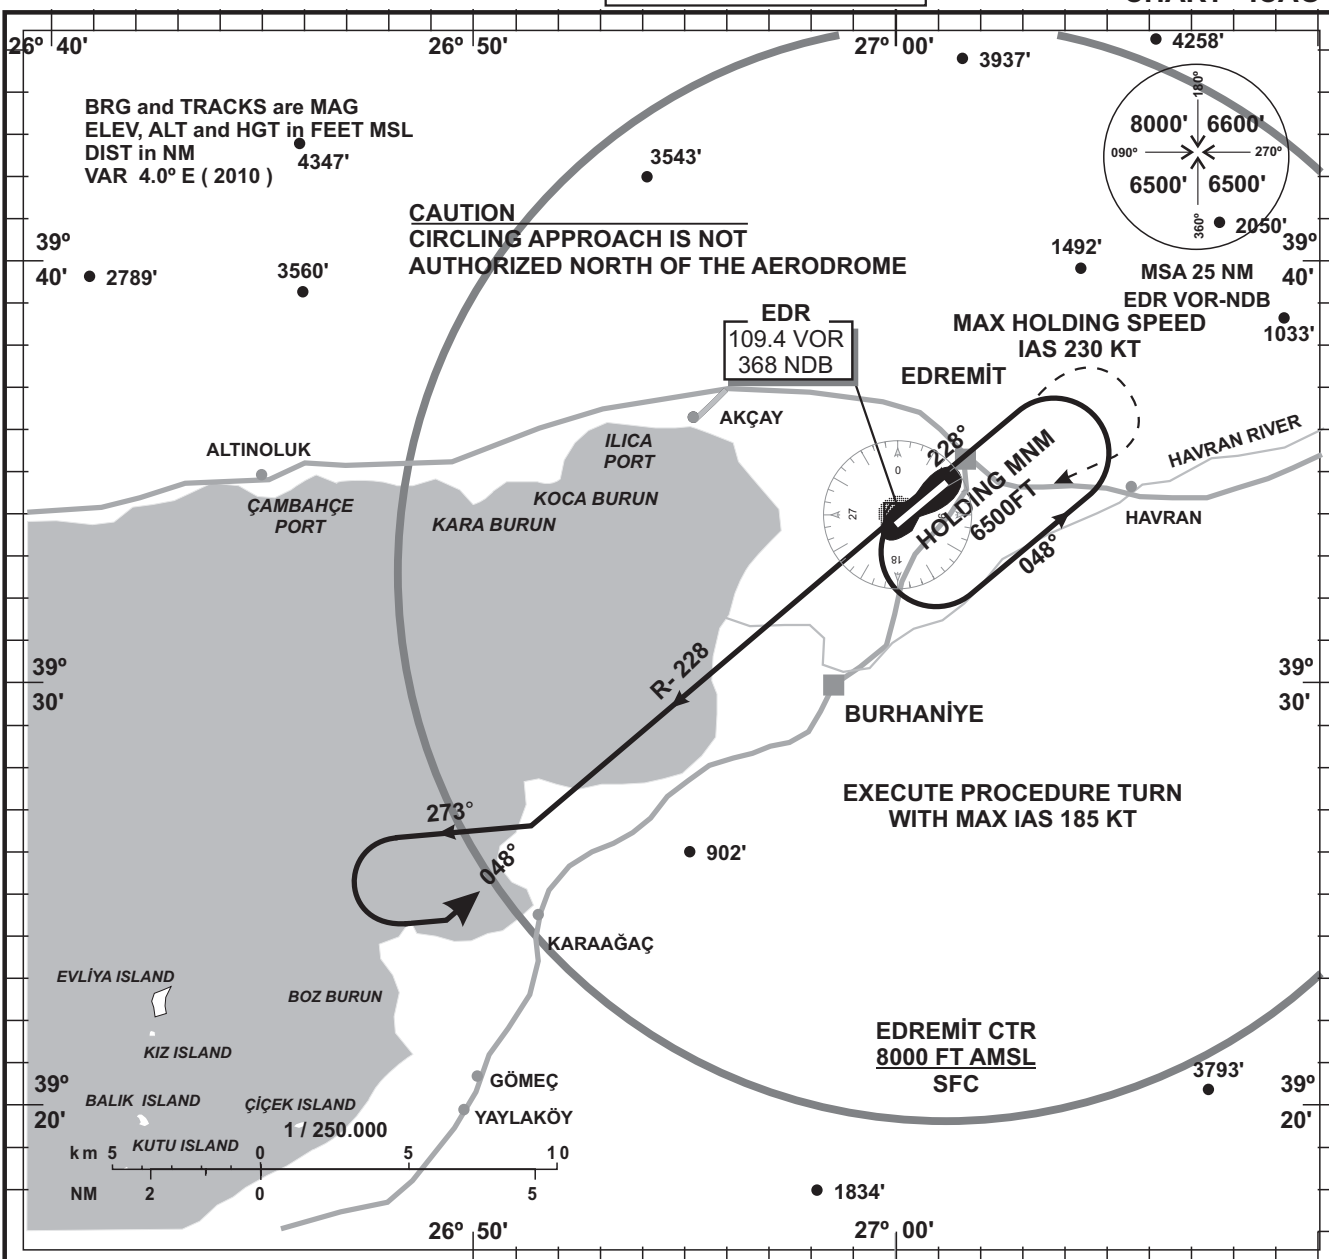 26º 40'
26º 50'
27º 00'
4258'
3937'
BRG and TRACKS are MAG
ELEV, ALT and HGT in FEET MSL
DIST in NM
VAR 4.0º E ( 2010 )
4347'
3543'
180º
8000' 6600'
090º 270º
6500' 6500'
360º
2050'
CAUTION
CIRCLING APPROACH IS NOT
AUTHORIZED NORTH OF THE AERODROME
39º
40'
2789'
3560'
1492'
39º
40'
MSA 25 NM
EDR VOR-NDB
1033'
EDR
109.4 VOR
368 NDB
MAX HOLDING SPEED
IAS 230 KT
EDREMİT
AKÇAY
ALTINOLUK
ILICA
PORT
228°
HAVRAN RIVER
ÇAMBAHÇE
PORT
KOCA BURUN
KARA BURUN
0
27
9
18
HOLDING MNM
6500FT
HAVRAN
048°
39º
30'
R- 228
39º
30'
BURHANİYE
EXECUTE PROCEDURE TURN
WITH MAX IAS 185 KT
273°
048°
902'
KARAAĞAÇ
EVLİYA ISLAND
BOZ BURUN
KIZ ISLAND
EDREMİT CTR
8000 FT AMSL
SFC
39º
20'
GÖMEÇ
3793'
39º
20'
BALIK ISLAND
ÇİÇEK ISLAND
YAYLAKÖY
1 / 250.000
KUTU ISLAND
km 5 0 5 10
NM 2 0 5
1834'
26º 50'
27º 00'